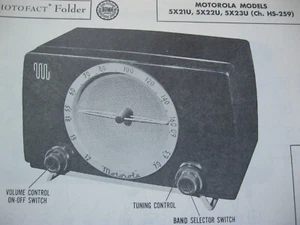 PHOTOFACT* Folder
MOTOROLA MODELS
5X21U, 5X22U, 5X23U (Ch. HS-259)
Motorola
VOLUME CONTROL
ON-OFF SWITCH
TUNING CONTROL
BAND SELECTOR SWITCH